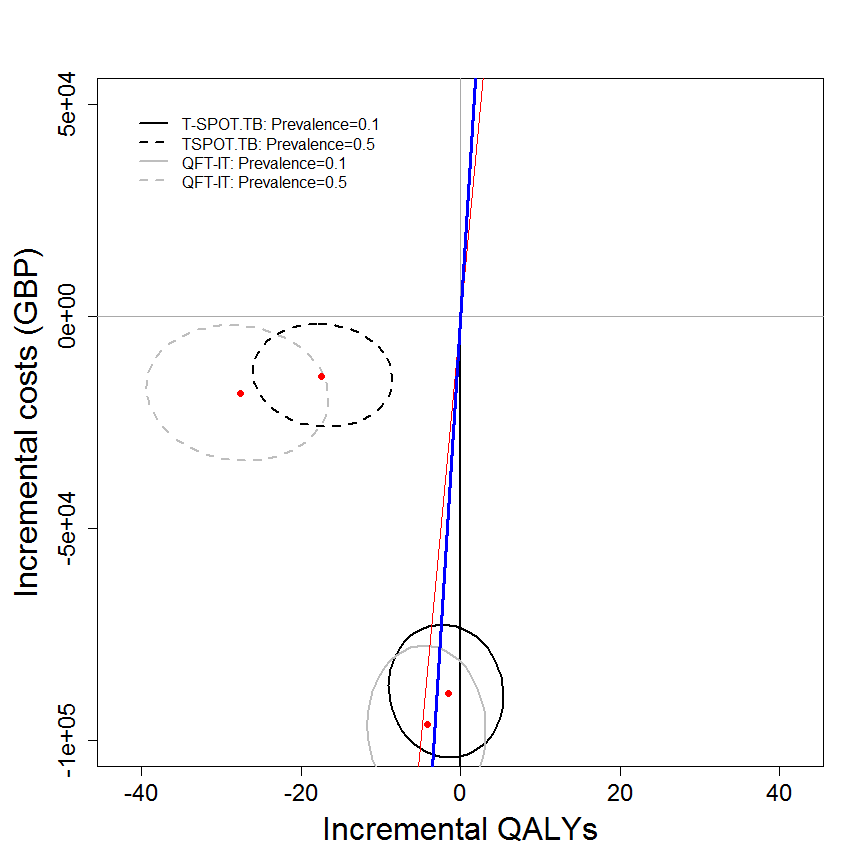 T-SPOT.TB: Prevalence=0.1
TSPOT.TB: Prevalence=0.5
QFT-IT: Prevalence=0.1
QFT-IT: Prevalence=0.5
Incremental costs (GBP)
5e+04
0e+00
-5e+04
-1e+05
-40 -20 0 20 40
Incremental QALYs